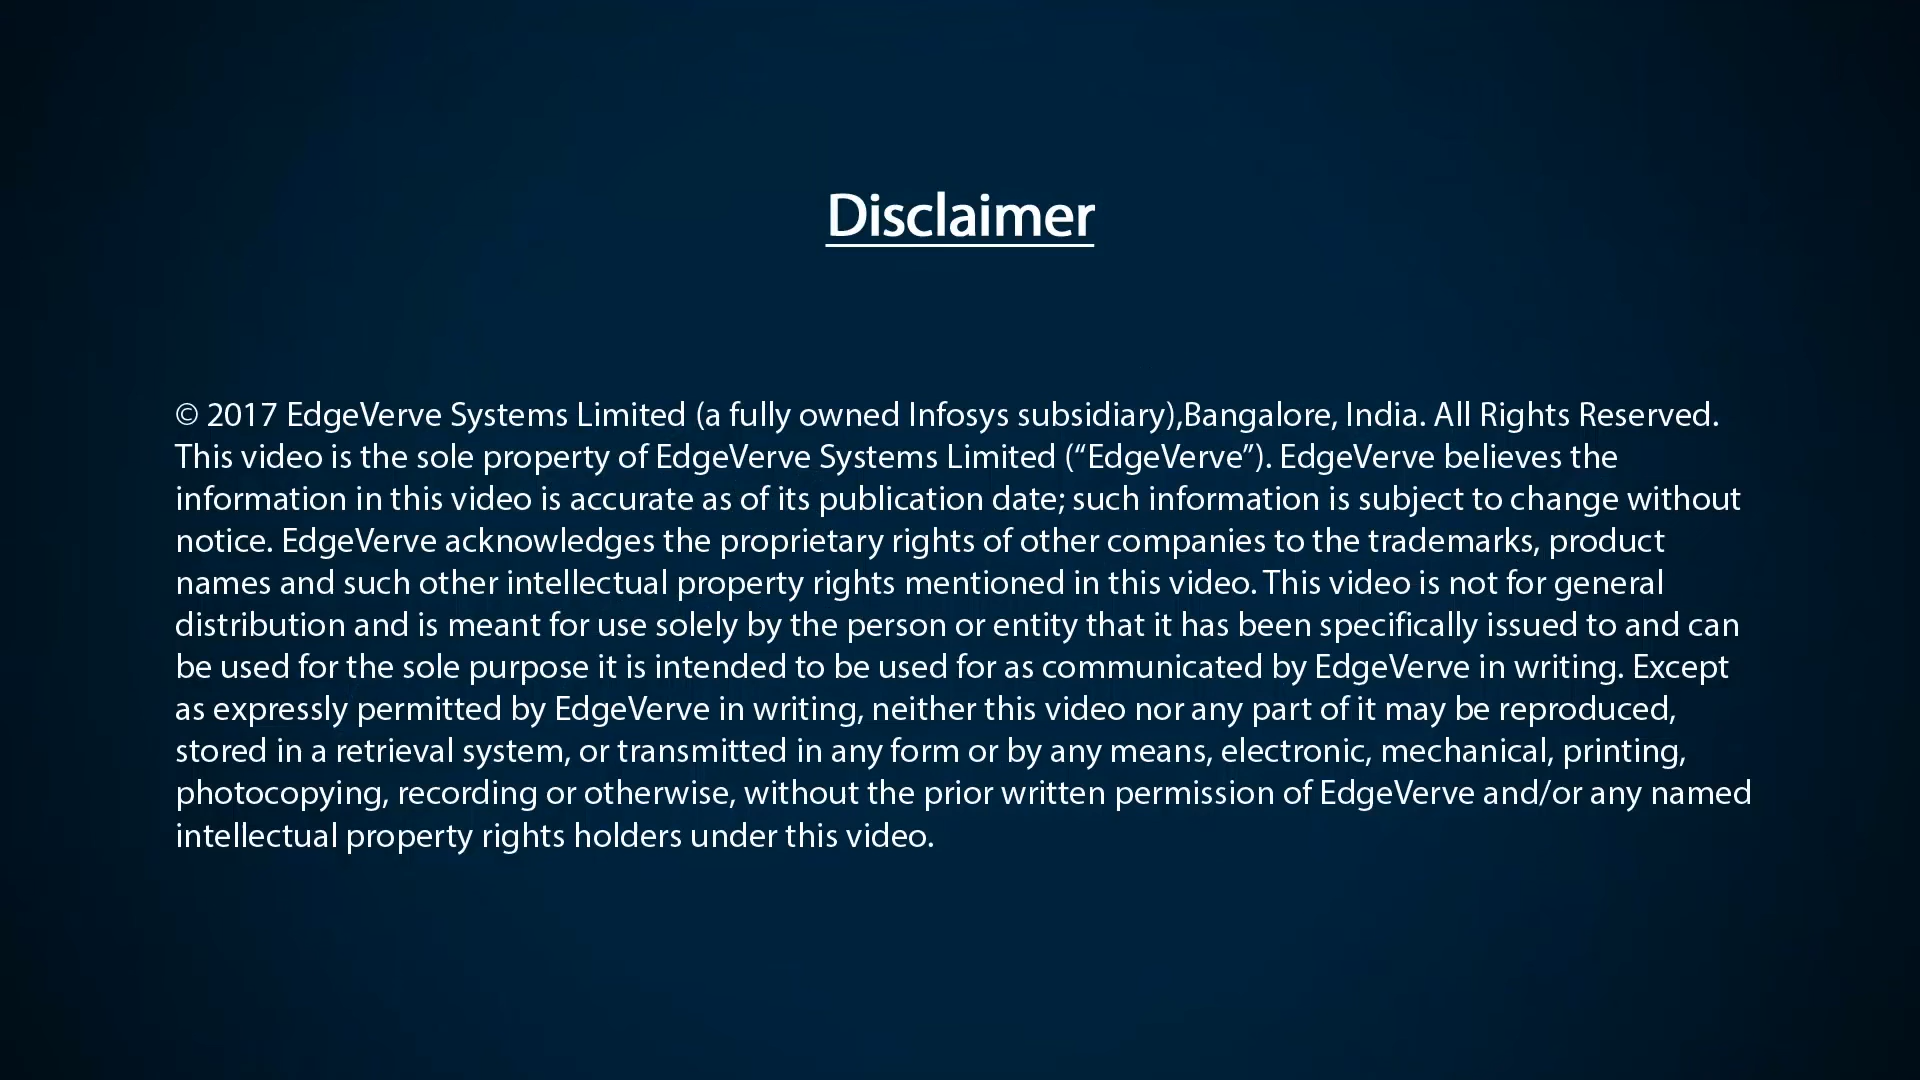 Disclaimer
© 2017 EdgeVerve Systems Limited (a fully owned Infosys subsidiary),Bangalore, India. All Rights Reserved.
This video is the sole property of EdgeVerve Systems Limited (“EdgeVerve”). EdgeVerve believes the
information in this video is accurate as of its publication date; such information is subject to change without
notice. EdgeVerve acknowledges the proprietary rights of other companies to the trademarks, product
names and such other intellectual property rights mentioned in this video. This video is not for general
distribution and is meant for use solely by the person or entity that it has been specifically issued to and can
be used for the sole purpose it is intended to be used for as communicated by EdgeVerve in writing. Except
as expressly permitted by EdgeVerve in writing, neither this video nor any part of it may be reproduced,
stored in a retrieval system, or transmitted in any form or by any means, electronic, mechanical, printing,
photocopying, recording or otherwise, without the prior written permission of EdgeVerve and/or any named
intellectual property rights holders under this video.